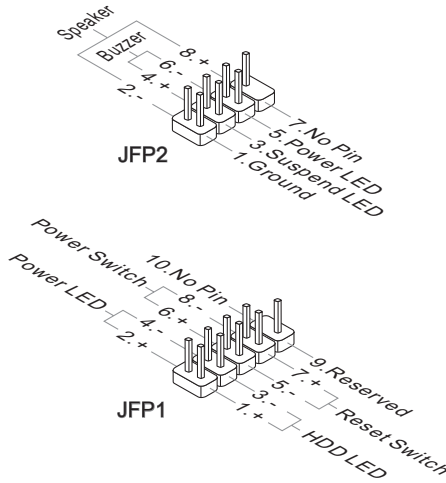 Speaker
Buzzer
8.+
6.-
4.+
2.-
7.No Pin
5.Power LED
3.Suspend LED
1.Ground
JFP2
Power Switch
Power LED
10.No Pin
8.-
6.+
4.-
2.+
9.Reserved
7.+
5.-
3.-
1.+
Reset Switch
HDD LED
JFP1